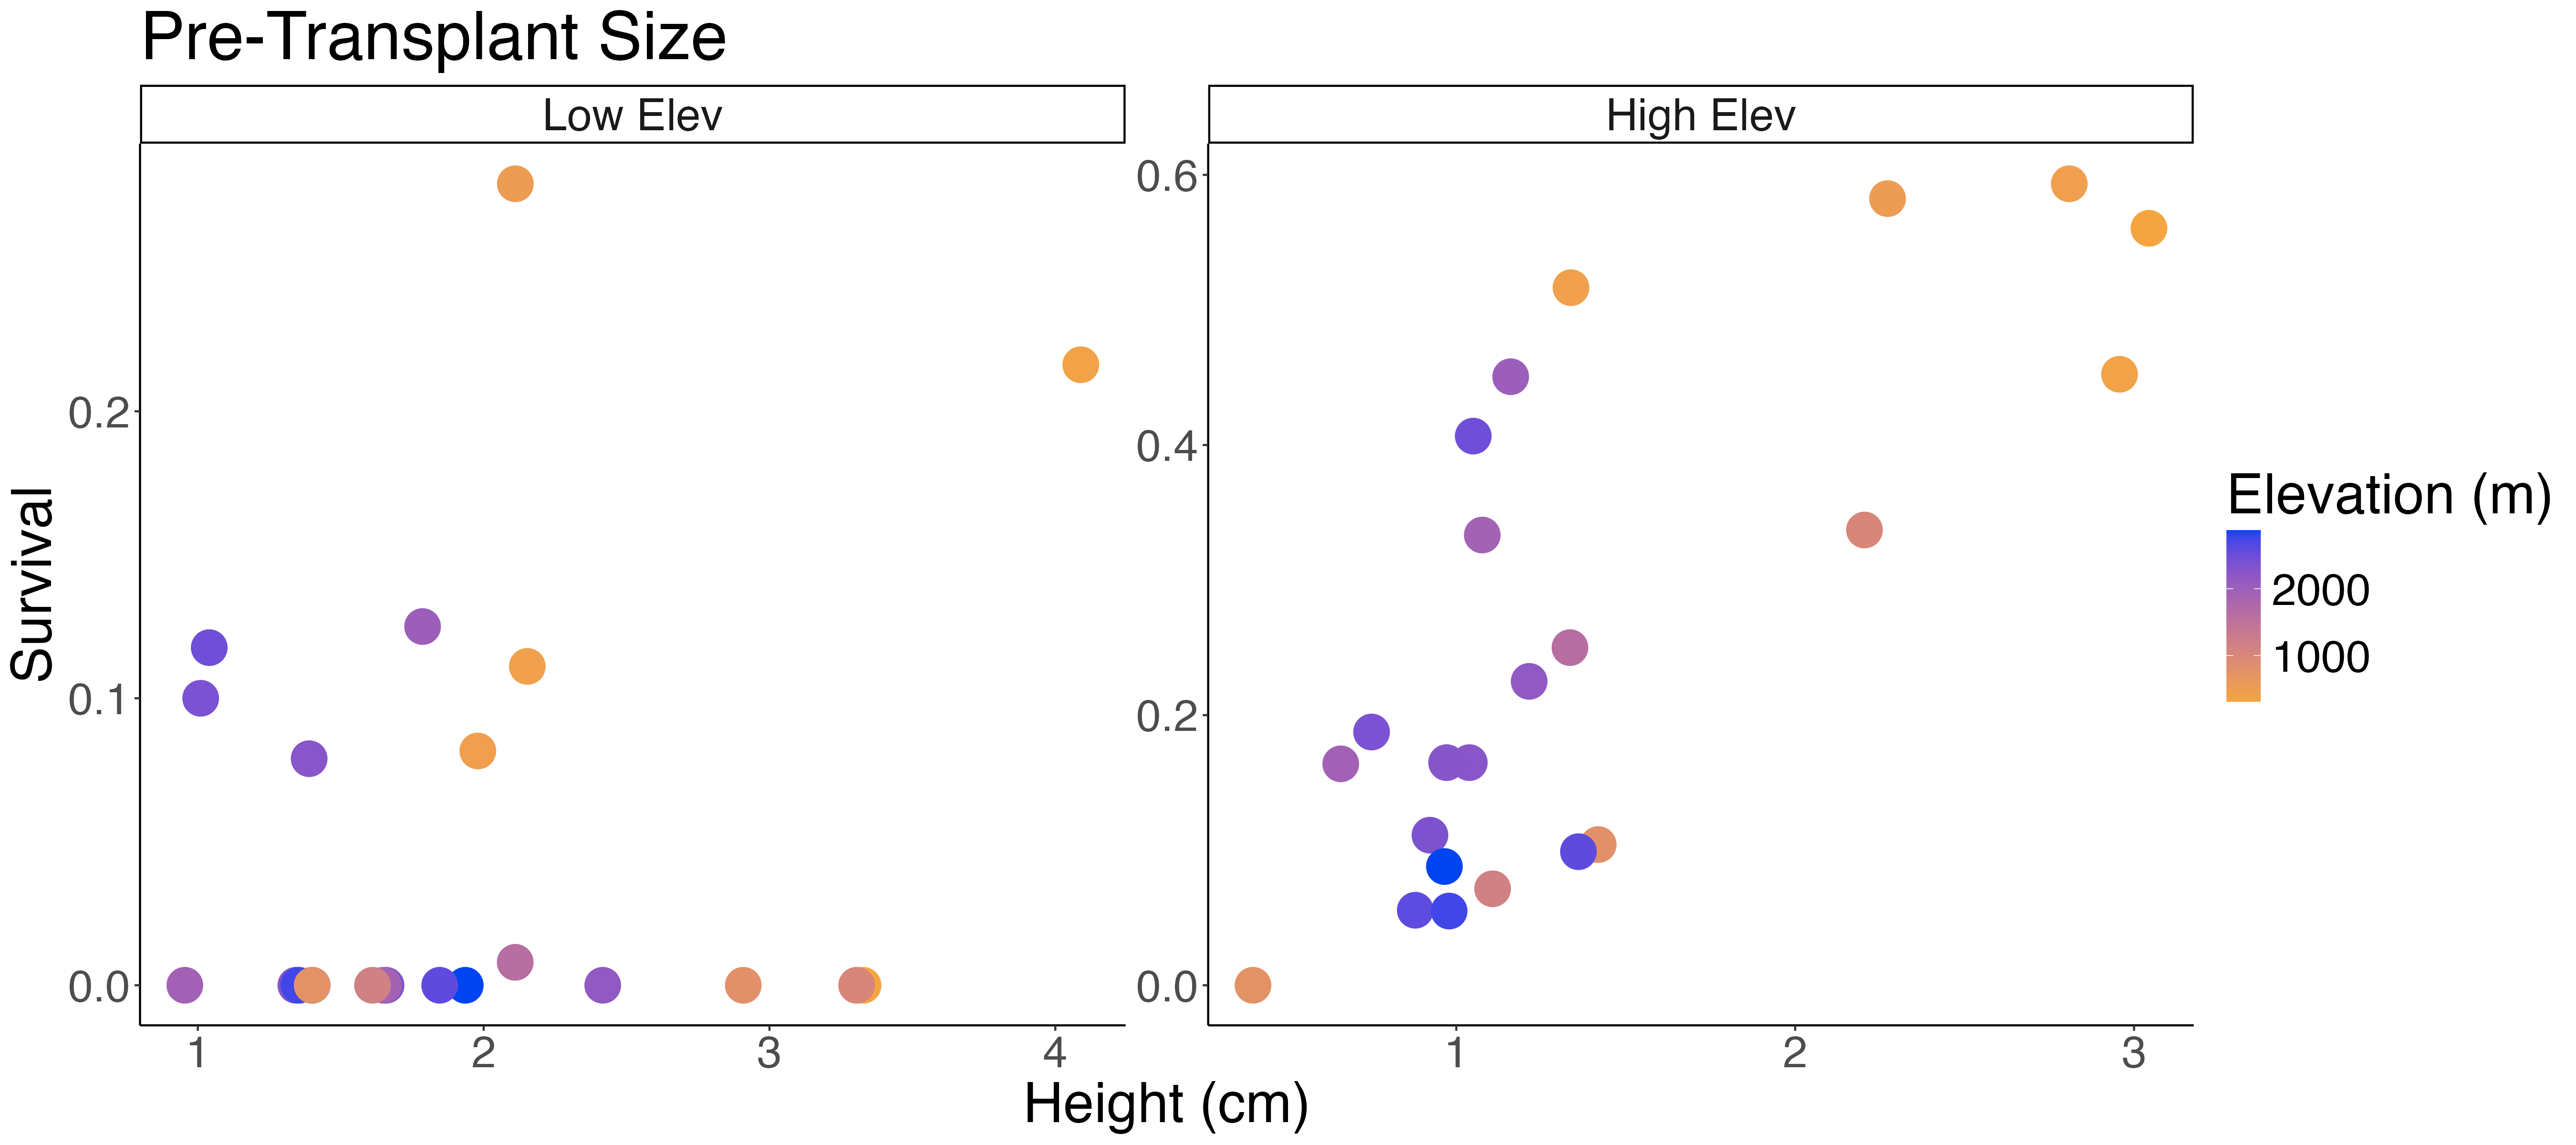 Pre-Transplant Size
Low Elev
High Elev
Survival
0.2
0.1
0.0
1
2
3
4
0.6
0.4
0.2
0.0
1
2
3
Height (cm)
Elevation (m)
2000
1000